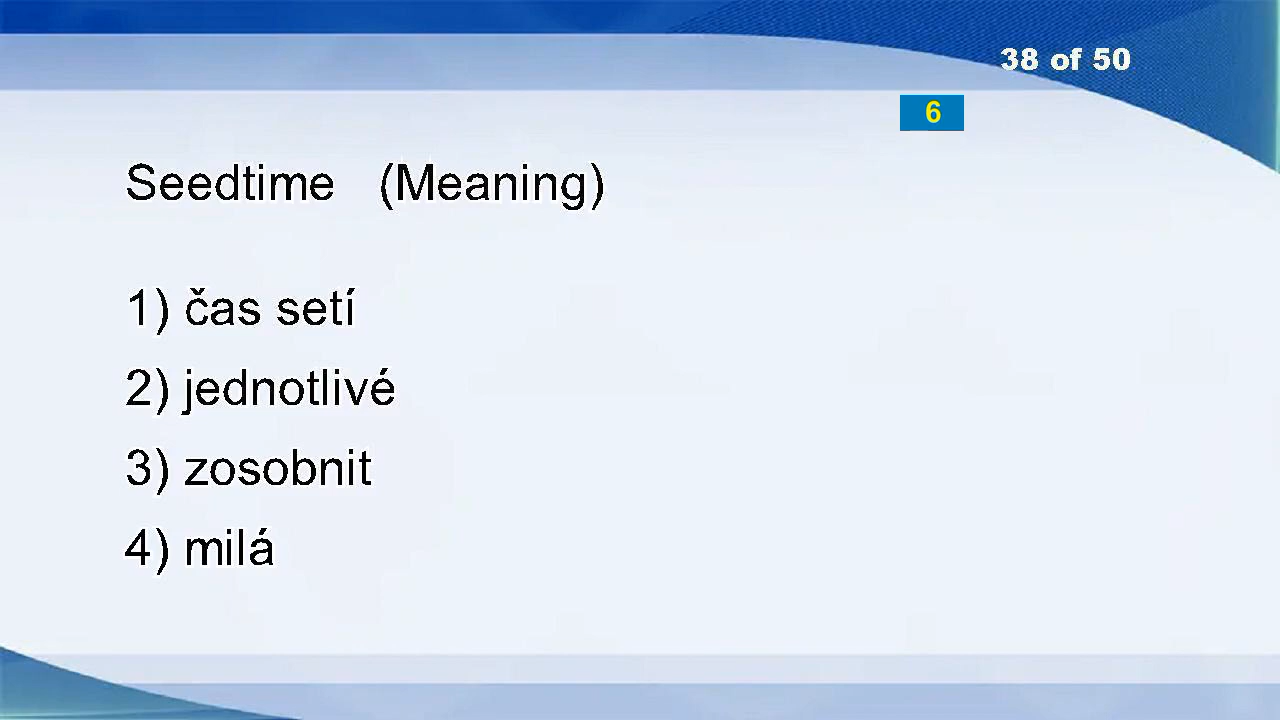 38 of 50
6
Seedtime (Meaning)
1) čas setí
2) jednotlivé
3) zosobnit
4) milá